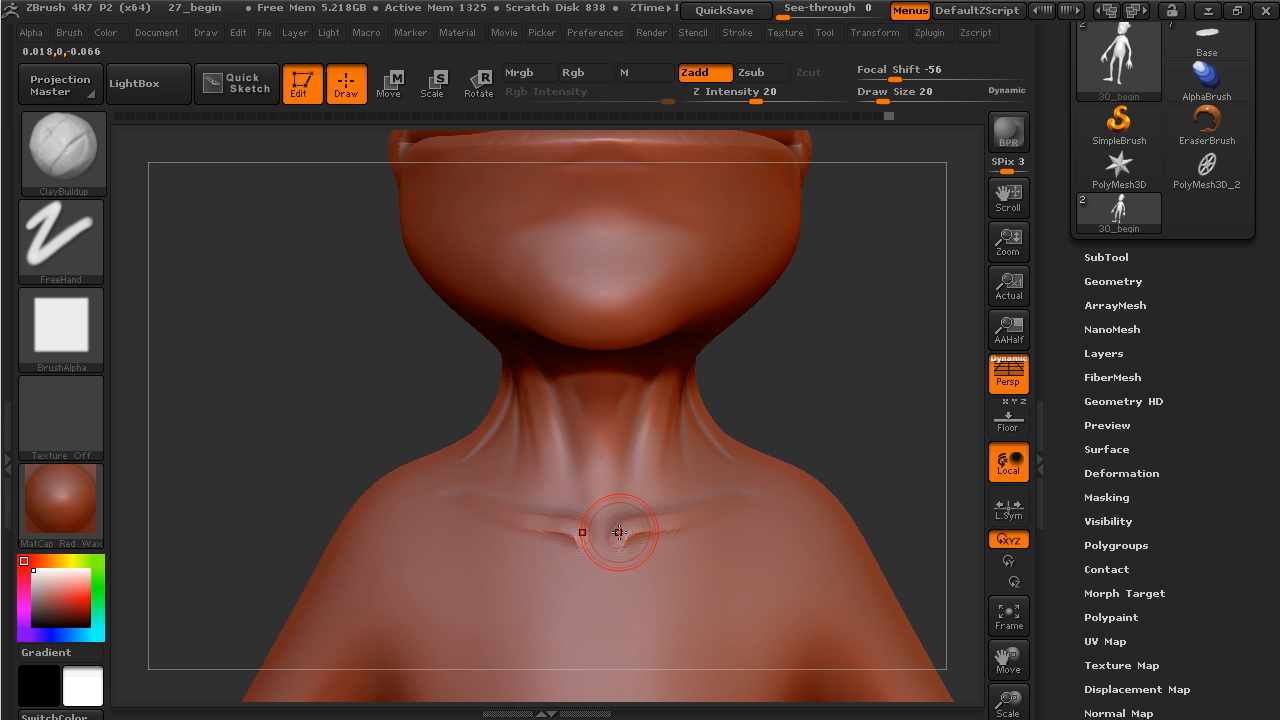 ZBrush 4R7 P2 (x64) 27_begin • Free Mem 5.218GB • Active Mem 1325 • Scratch Disk 838 • ZTime▸1 QuickSave See-through 0 Menus DefaultZScript
Alpha Brush Color Document Draw Edit File Layer Light Macro Marker Material Movie Picker Preferences Render Stencil Stroke Texture Tool Transform Zplugin Zscript
0.018,0,-0.066
Projection Master LightBox Quick Sketch Edit Draw Move Scale Rotate
Mrgb Rgb M Zadd Zsub Zcut Focal Shift -56
Rgb Intensity Z Intensity 20 Draw Size 20 Dynamic
ClayBuildup
FreeHand
BrushAlpha
Texture Off
MatCap Red Wax
Gradient
SwitchColor
BPR
SPix 3
Scroll
Zoom
Actual
AAHalf
Dynamic
Persp
X Y Z
Floor
Local
L.Sym
XYZ
Y
Z
Frame
Move
Scale
3D_begin
Base
AlphaBrush
SimpleBrush
EraserBrush
PolyMesh3D
PolyMesh3D_2
2
3D_begin
SubTool
Geometry
ArrayMesh
NanoMesh
Layers
FiberMesh
Geometry HD
Preview
Surface
Deformation
Masking
Visibility
Polygroups
Contact
Morph Target
Polypaint
UV Map
Texture Map
Displacement Map
Normal Map